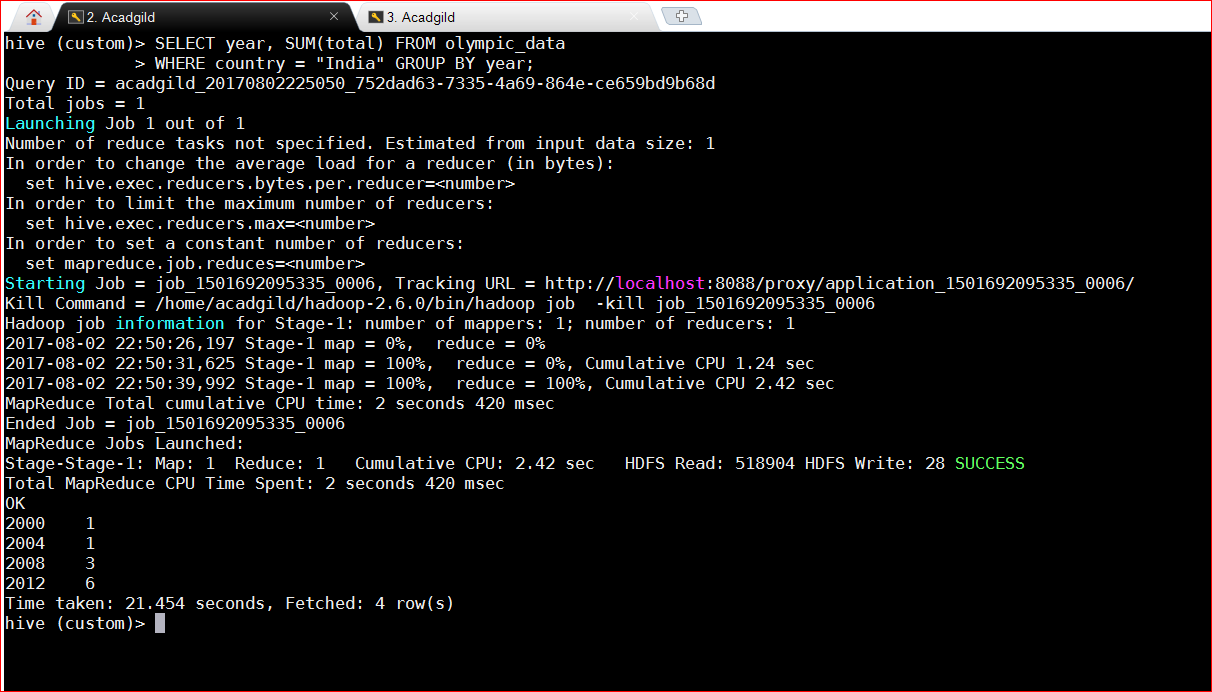 2. Acadgild
3. Acadgild
hive (custom)> SELECT year, SUM(total) FROM olympic_data
             > WHERE country = "India" GROUP BY year;
Query ID = acadgild_20170802225050_752dad63-7335-4a69-864e-ce659bd9b68d
Total jobs = 1
Launching Job 1 out of 1
Number of reduce tasks not specified. Estimated from input data size: 1
In order to change the average load for a reducer (in bytes):
  set hive.exec.reducers.bytes.per.reducer=<number>
In order to limit the maximum number of reducers:
  set hive.exec.reducers.max=<number>
In order to set a constant number of reducers:
  set mapreduce.job.reduces=<number>
Starting Job = job_1501692095335_0006, Tracking URL = http://localhost:8088/proxy/application_1501692095335_0006/
Kill Command = /home/acadgild/hadoop-2.6.0/bin/hadoop job  -kill job_1501692095335_0006
Hadoop job information for Stage-1: number of mappers: 1; number of reducers: 1
2017-08-02 22:50:26,197 Stage-1 map = 0%,  reduce = 0%
2017-08-02 22:50:31,625 Stage-1 map = 100%,  reduce = 0%, Cumulative CPU 1.24 sec
2017-08-02 22:50:39,992 Stage-1 map = 100%,  reduce = 100%, Cumulative CPU 2.42 sec
MapReduce Total cumulative CPU time: 2 seconds 420 msec
Ended Job = job_1501692095335_0006
MapReduce Jobs Launched:
Stage-Stage-1: Map: 1  Reduce: 1   Cumulative CPU: 2.42 sec   HDFS Read: 518904 HDFS Write: 28 SUCCESS
Total MapReduce CPU Time Spent: 2 seconds 420 msec
OK
2000    1
2004    1
2008    3
2012    6
Time taken: 21.454 seconds, Fetched: 4 row(s)
hive (custom)>